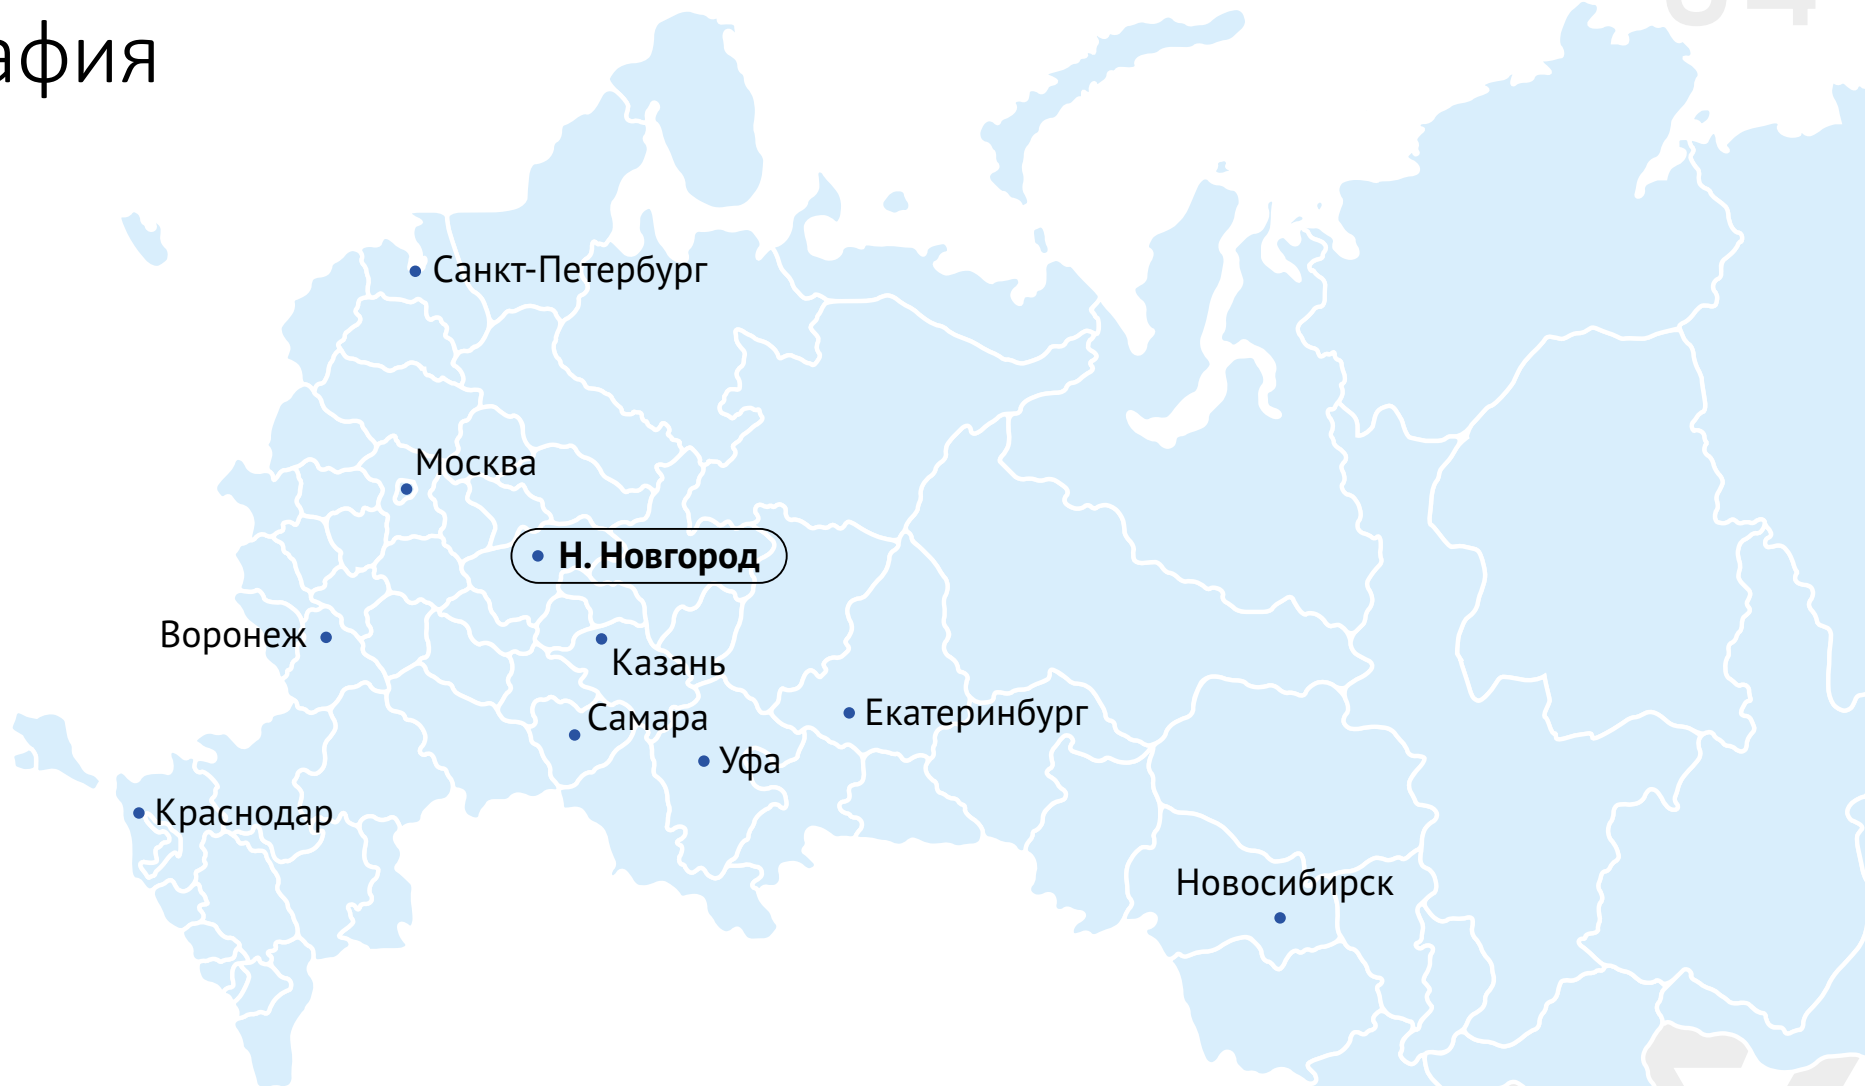 афия
Санкт-Петербург
Москва
Н. Новгород
Воронеж
Казань
Самара
Екатеринбург
Уфа
Краснодар
Новосибирск